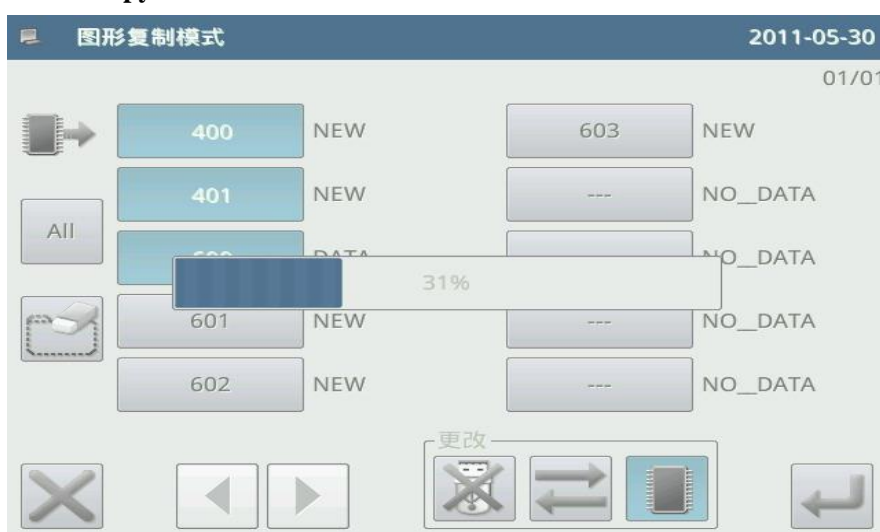 图形复制模式 2011-05-30
01/01
400 NEW 603 NEW
401 NEW --- NO__DATA
All
NO__DATA
31%
601 NEW --- NO__DATA
602 NEW --- NO__DATA
更改